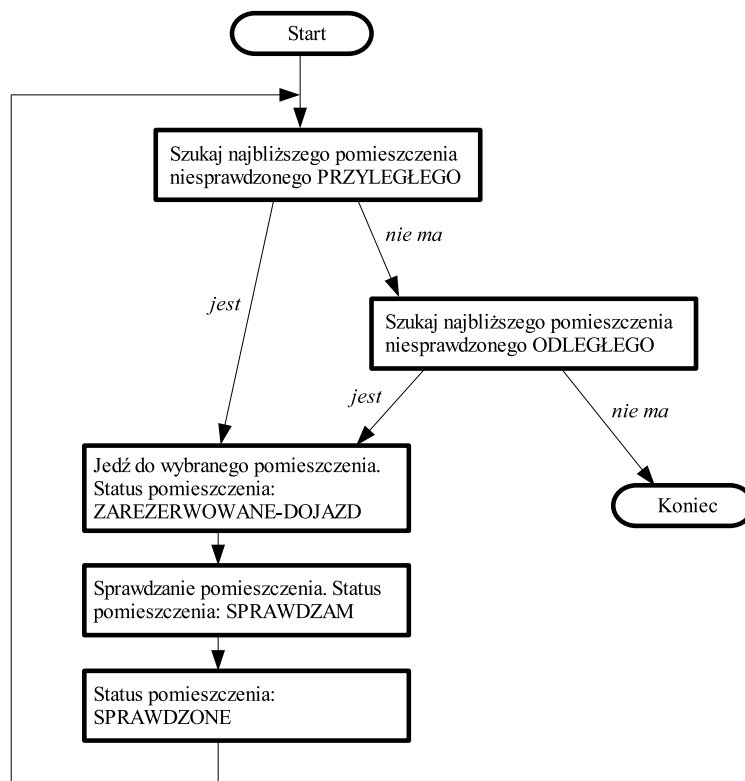 Start
Szukaj najbliższego pomieszczenia
niesprawdzonego PRZYLEGŁEGO
nie ma
jest
Szukaj najbliższego pomieszczenia
niesprawdzonego ODLEGŁEGO
jest
nie ma
Jedź do wybranego pomieszczenia.
Status pomieszczenia:
ZAREZERWOWANE-DOJAZD
Koniec
Sprawdzanie pomieszczenia. Status
pomieszczenia: SPRAWDZAM
Status pomieszczenia:
SPRAWDZONE